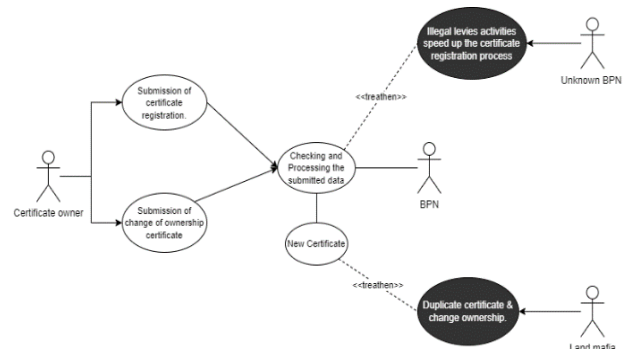 Illegal levies activities
speed up the certificate
registration process
Unknown BPN
<<treathen>>
Submission of
certificate
registration.
Checking and
Processing the
submitted data
BPN
Certificate owner
Submission of
change of ownership
certificate
New Certificate
<<treathen>>
Duplicate certificate &
change ownership.
Land mafia